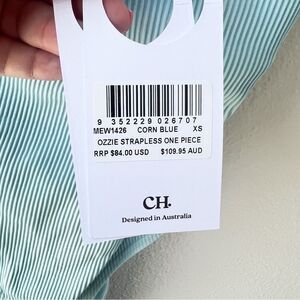 9 352229 026707
MEW1426 CORN BLUE XS
OZZIE STRAPLESS ONE PIECE
RRP $84.00 USD $109.95 AUD
CH.
Designed in Australia